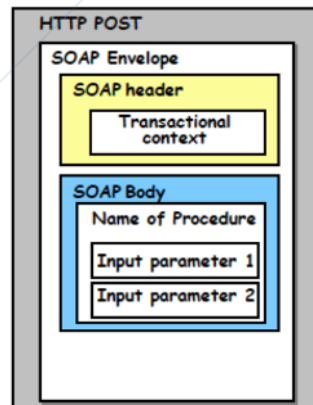 HTTP POST
SOAP Envelope
SOAP header
Transactional
context
SOAP Body
Name of Procedure
Input parameter 1
Input parameter 2